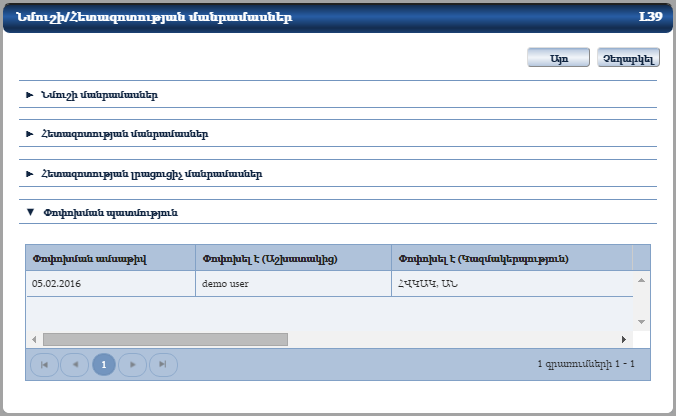 Նմուշի/Հետազոտության մանրամասներ L39
Այո Չեղարկել
Նմուշի մանրամասներ
Հետազոտության մանրամասներ
Հետազոտության լրացուցիչ մանրամասներ
Փոփոխման պատմություն
Փոփոխման ամսաթիվ Փոփոխել է (Աշխատակից) Փոփոխել է (Կազմակերպություն)
05.02.2016 demo user ՀՎԿԱԿ, ԱՆ
1 1 գրառումների 1 - 1